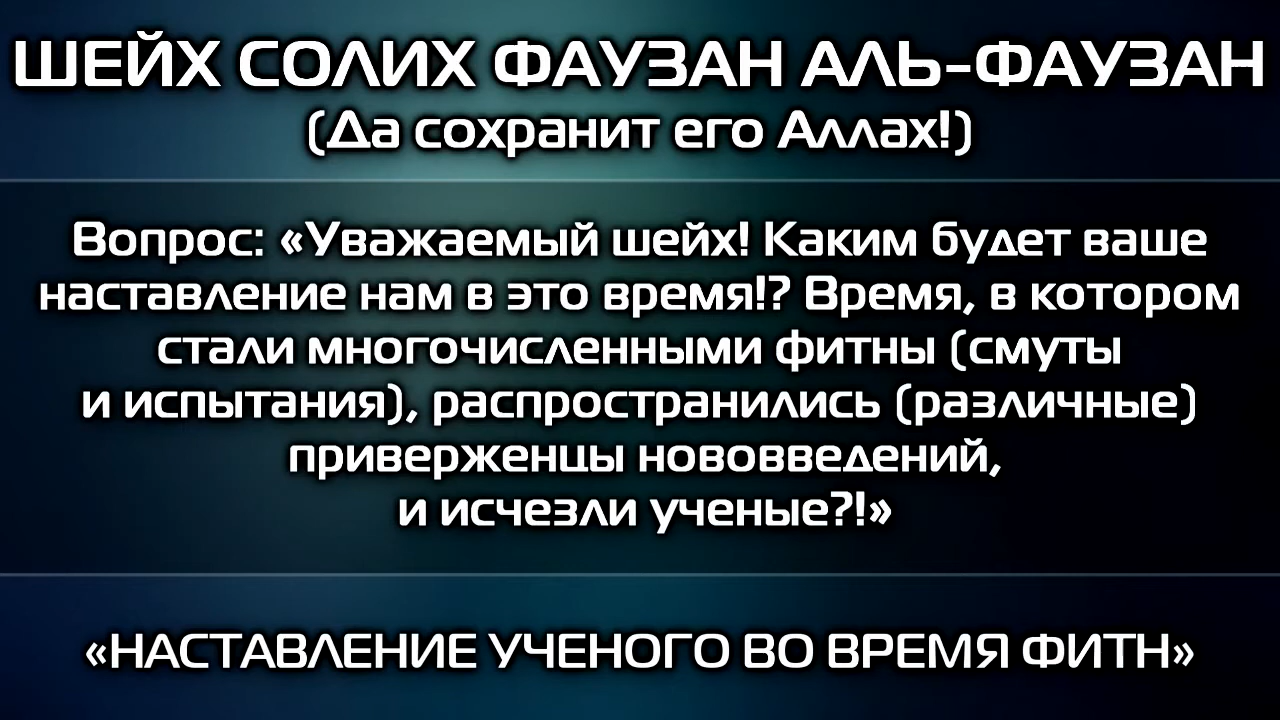 ШЕЙХ СОЛИХ ФАУЗАН АЛЬ-ФАУЗАН
(Да сохранит его Аллах!)
Вопрос: «Уважаемый шейх! Каким будет ваше
наставление нам в это время!? Время, в котором
стали многочисленными фитны (смуты
и испытания), распространились (различные)
приверженцы нововведений,
и исчезли ученые?!»
«НАСТАВЛЕНИЕ УЧЕНОГО ВО ВРЕМЯ ФИТН»